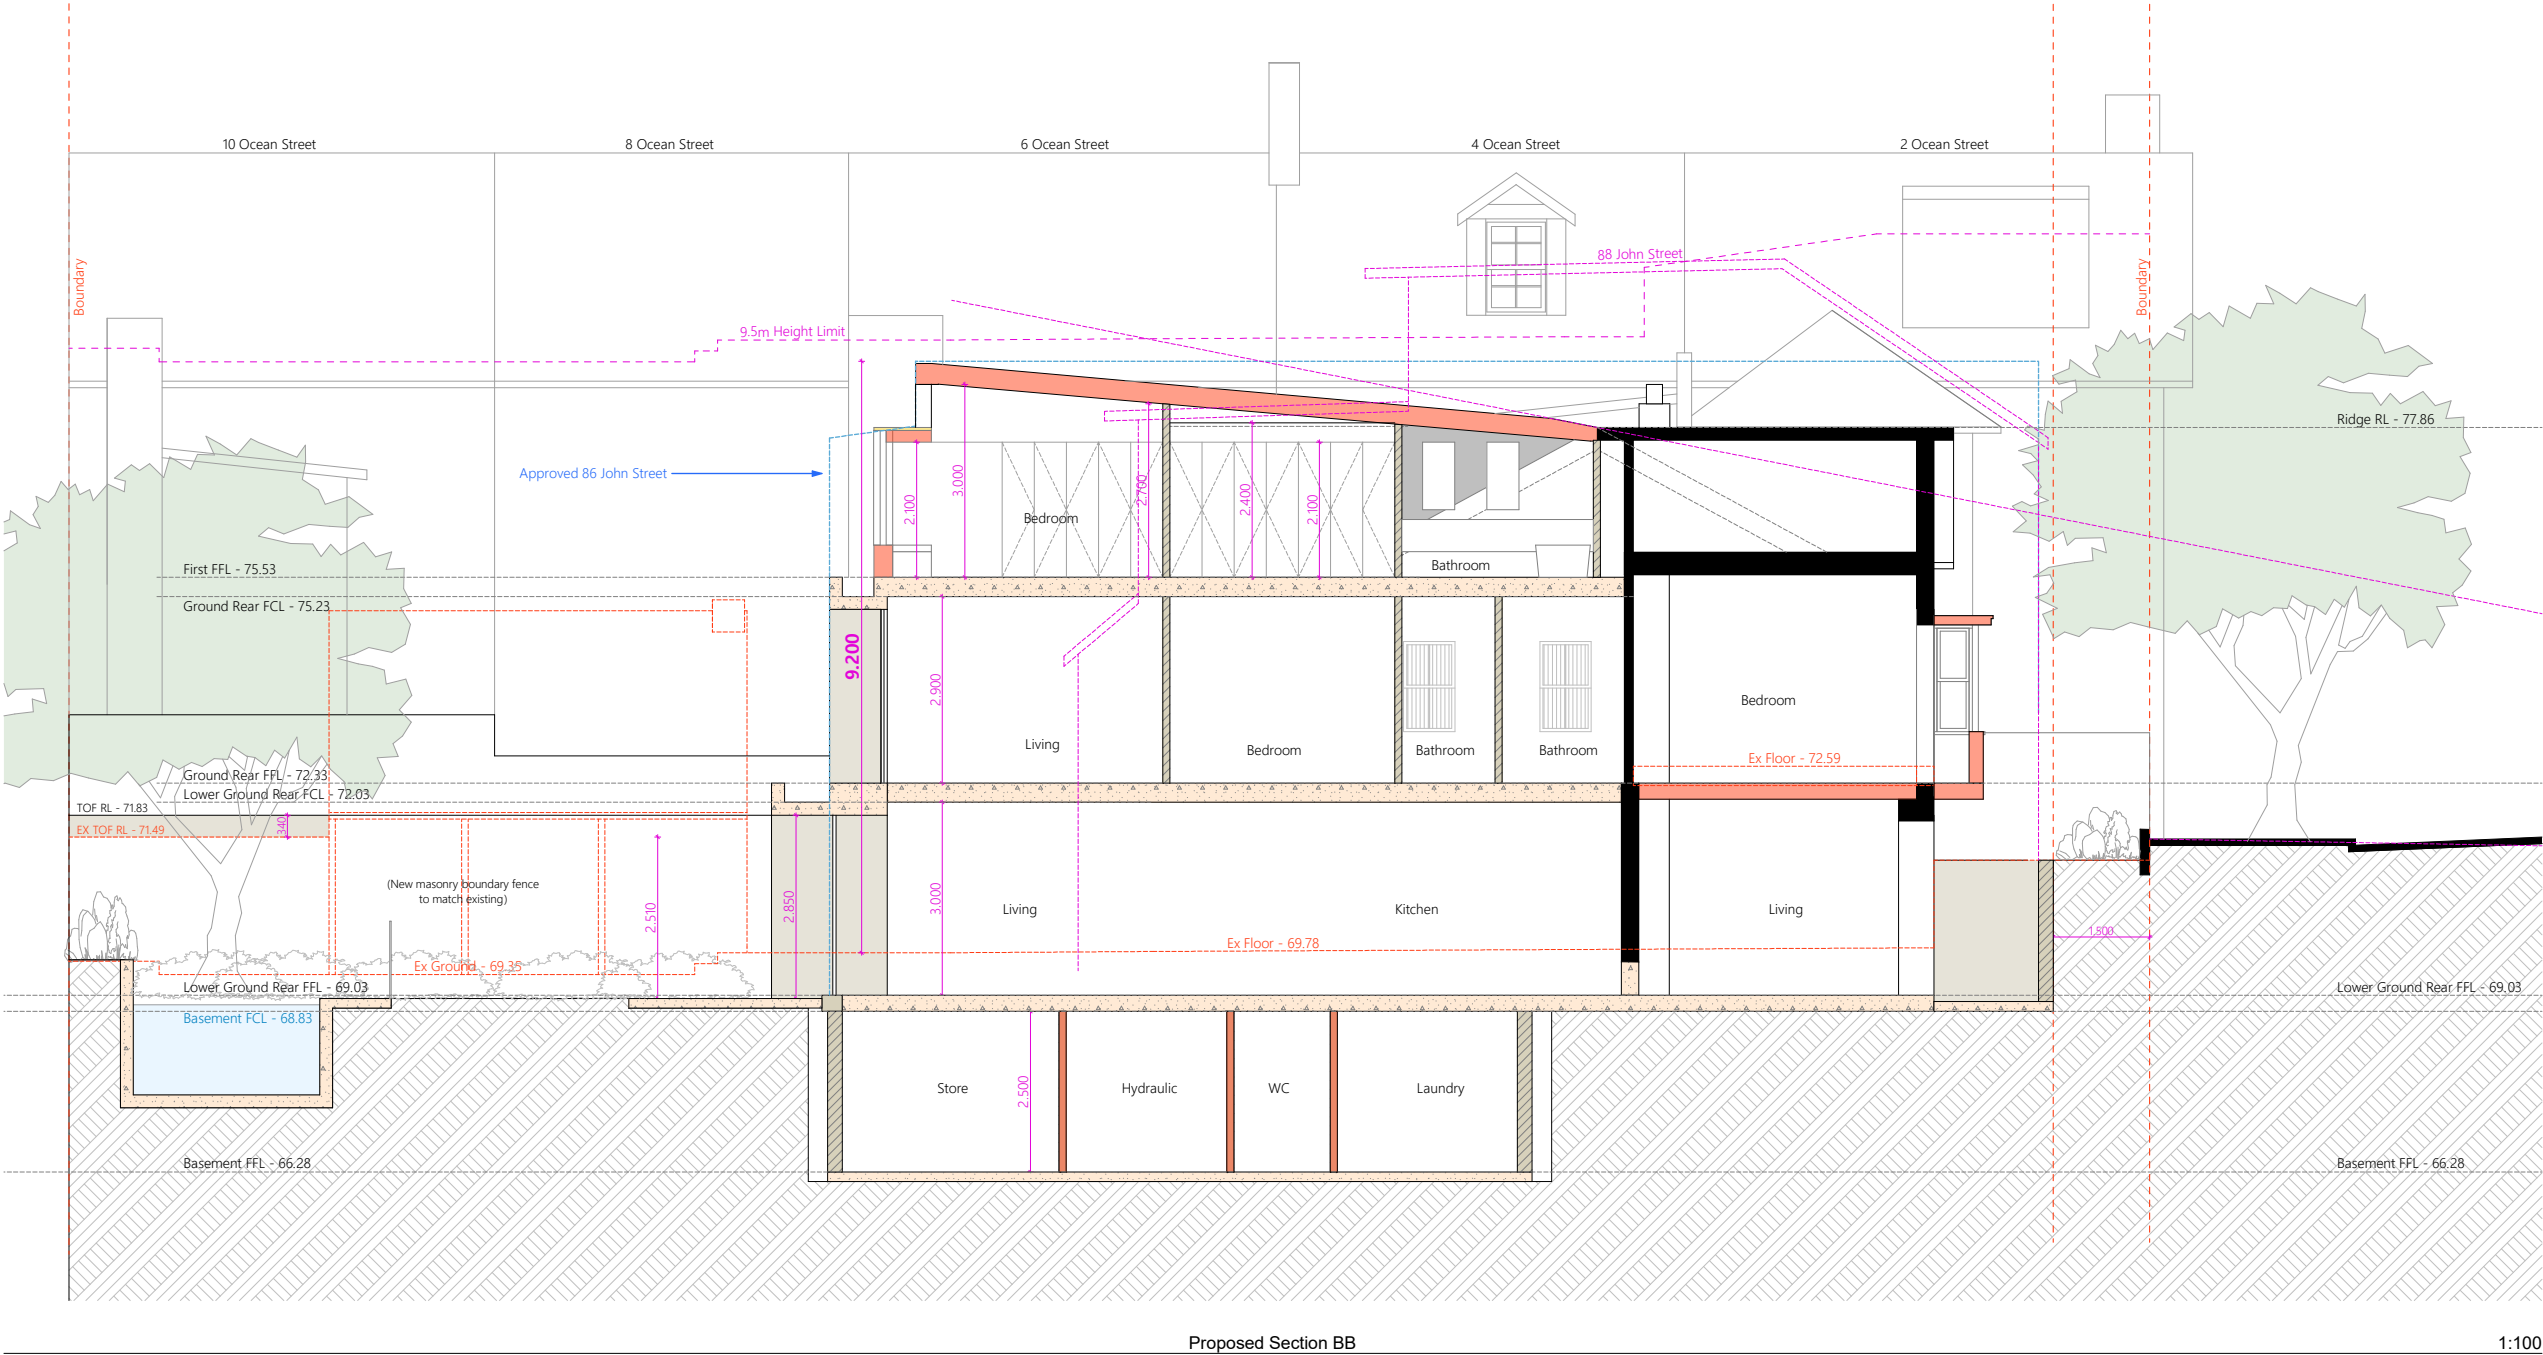 10 Ocean Street
8 Ocean Street
6 Ocean Street
4 Ocean Street
2 Ocean Street
Boundary
88 John Street
Boundary
9.5m Height Limit
Ridge RL - 77.86
Approved 86 John Street
2.100
3.000
2.700
2.400
2.100
Bedroom
Bathroom
First FFL - 75.53
Ground Rear FCL - 75.23
9.200
2.900
Living
Bedroom
Bathroom
Bathroom
Bedroom
Ex Floor - 72.59
Ground Rear FFL - 72.33
Lower Ground Rear FCL - 72.03
TOF RL - 71.83
EX TOF RL - 71.49
340
(New masonry boundary fence
to match existing)
2.510
2.850
3.000
Living
Kitchen
Living
Ex Floor - 69.78
1.500
Ex Ground - 69.35
Lower Ground Rear FFL - 69.03
Lower Ground Rear FFL - 69.03
Basement FCL - 68.83
Store
2.500
Hydraulic
WC
Laundry
Basement FFL - 66.28
Basement FFL - 66.28
Proposed Section BB
1:100